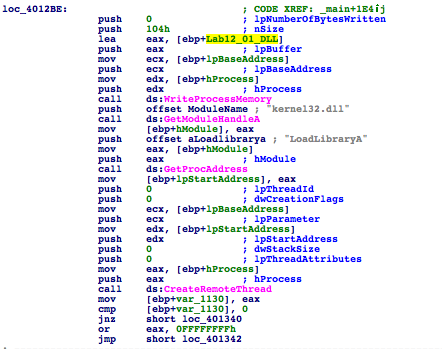 loc_4012BE: ; CODE XREF: _main+1E4↑j
push 0 ; lpNumberOfBytesWritten
push 104h ; nSize
lea eax, [ebp+Lab12_01_DLL]
push eax ; lpBuffer
mov ecx, [ebp+lpBaseAddress]
push ecx ; lpBaseAddress
mov edx, [ebp+hProcess]
push edx ; hProcess
call ds:WriteProcessMemory
push offset ModuleName ; "kernel32.dll"
call ds:GetModuleHandleA
mov [ebp+hModule], eax
push offset aLoadlibrarya ; "LoadLibraryA"
mov eax, [ebp+hModule]
push eax ; hModule
call ds:GetProcAddress
mov [ebp+lpStartAddress], eax
push 0 ; lpThreadId
push 0 ; dwCreationFlags
mov ecx, [ebp+lpBaseAddress]
push ecx ; lpParameter
mov edx, [ebp+lpStartAddress]
push edx ; lpStartAddress
push 0 ; dwStackSize
push 0 ; lpThreadAttributes
mov eax, [ebp+hProcess]
push eax ; hProcess
call ds:CreateRemoteThread
mov [ebp+var_1130], eax
cmp [ebp+var_1130], 0
jnz short loc_401340
or eax, 0FFFFFFFFh
jmp short loc_401342